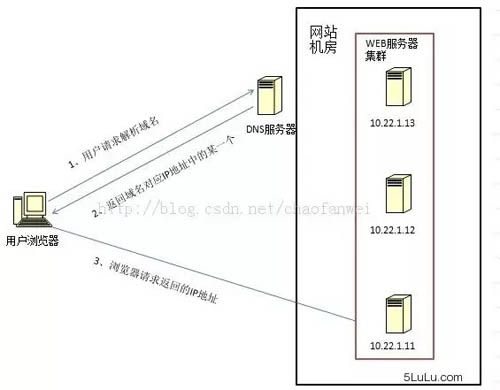 网站
机房
WEB服务器
集群
10.22.1.13
DNS服务器
1、用户请求解析域名
2、返回域名对应IP地址中的某一个
http://blog.csdn.net/chaofanwei
用户浏览器
10.22.1.12
3、浏览器请求返回的IP地址
10.22.1.11
5LuLu.com